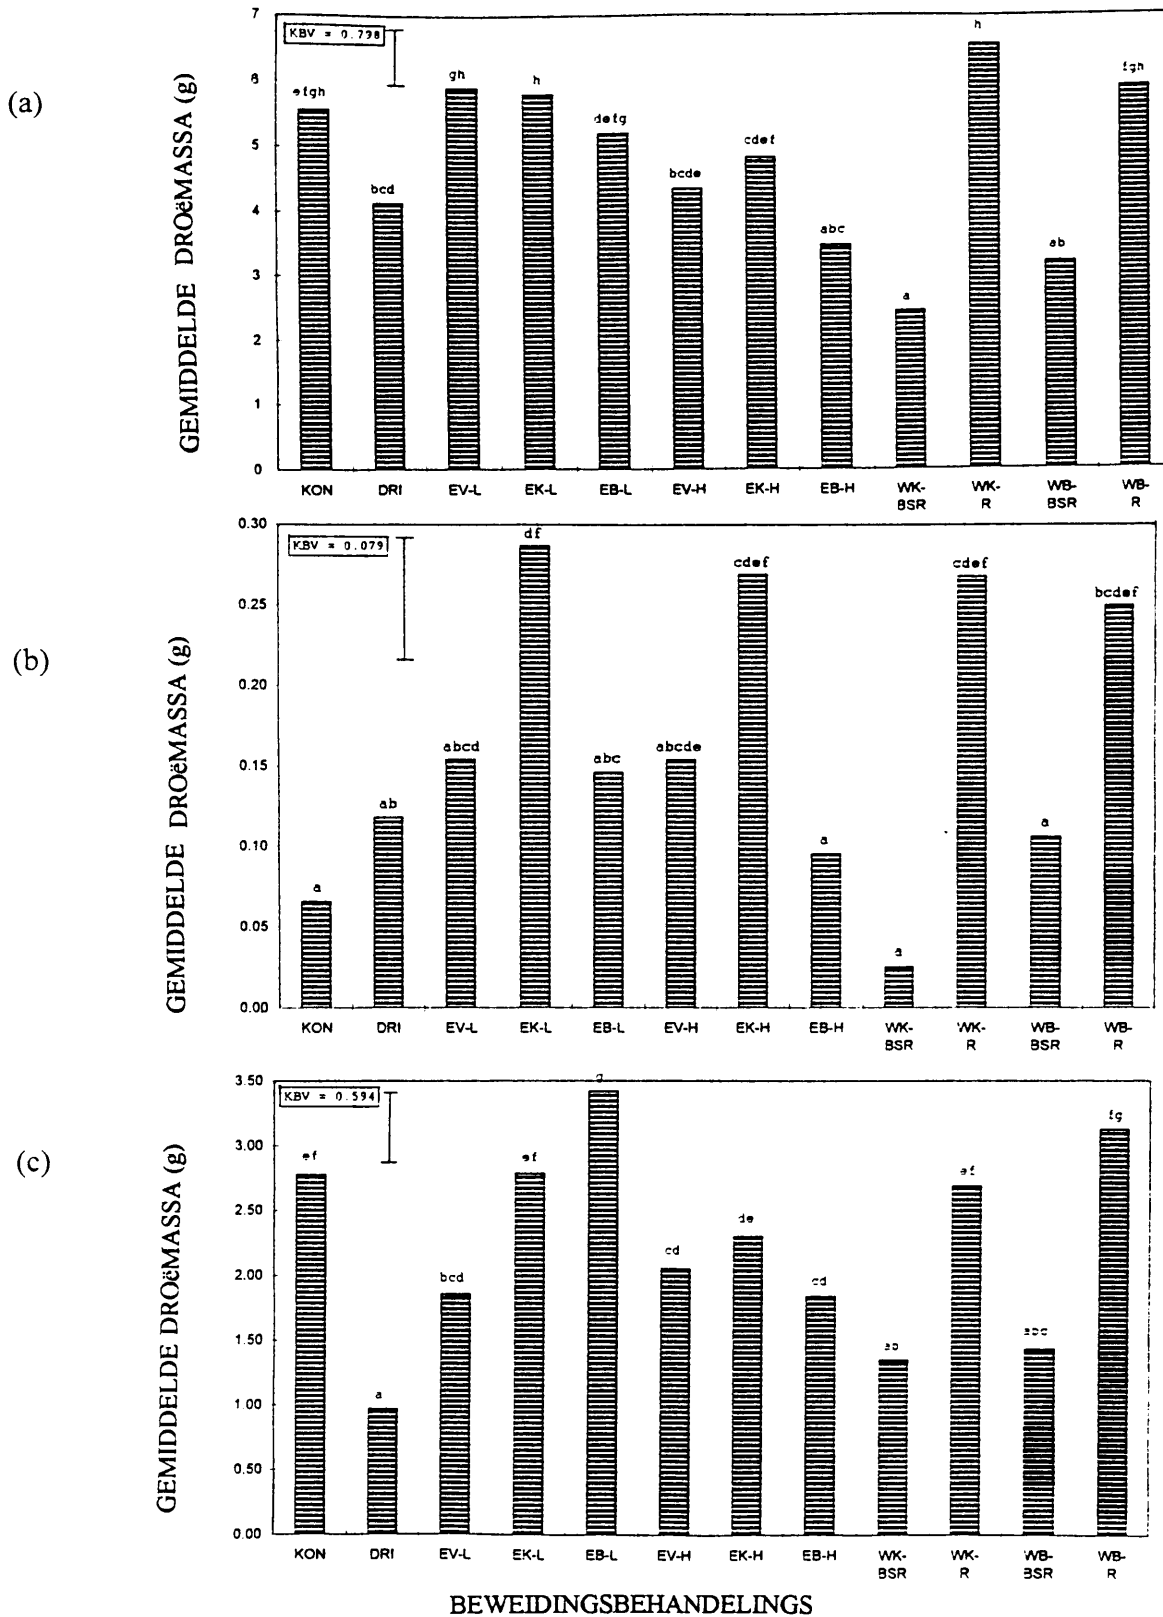 (a)
GEMIDDELDE DROëMASSA (g)
7
6
5
4
3
2
1
0
KBV = 0.798
efgh
bcd
gh
h
defg
bcde
cdef
abc
a
h
ab
fgh
KON DRI EV-L EK-L EB-L EV-H EK-H EB-H WK-BSR WK-R WB-BSR WB-R
(b)
GEMIDDELDE DROëMASSA (g)
0.30
0.25
0.20
0.15
0.10
0.05
0.00
KBV = 0.079
a
ab
abcd
df
abc
abcde
cdef
a
a
cdef
a
bcdef
KON DRI EV-L EK-L EB-L EV-H EK-H EB-H WK-BSR WK-R WB-BSR WB-R
(c)
GEMIDDELDE DROëMASSA (g)
3.50
3.00
2.50
2.00
1.50
1.00
0.50
0.00
KBV = 0.594
ef
a
bcd
ef
g
cd
de
cd
ab
ef
abc
fg
KON DRI EV-L EK-L EB-L EV-H EK-H EB-H WK-BSR WK-R WB-BSR WB-R
BEWEIDINGSBEHANDELINGS